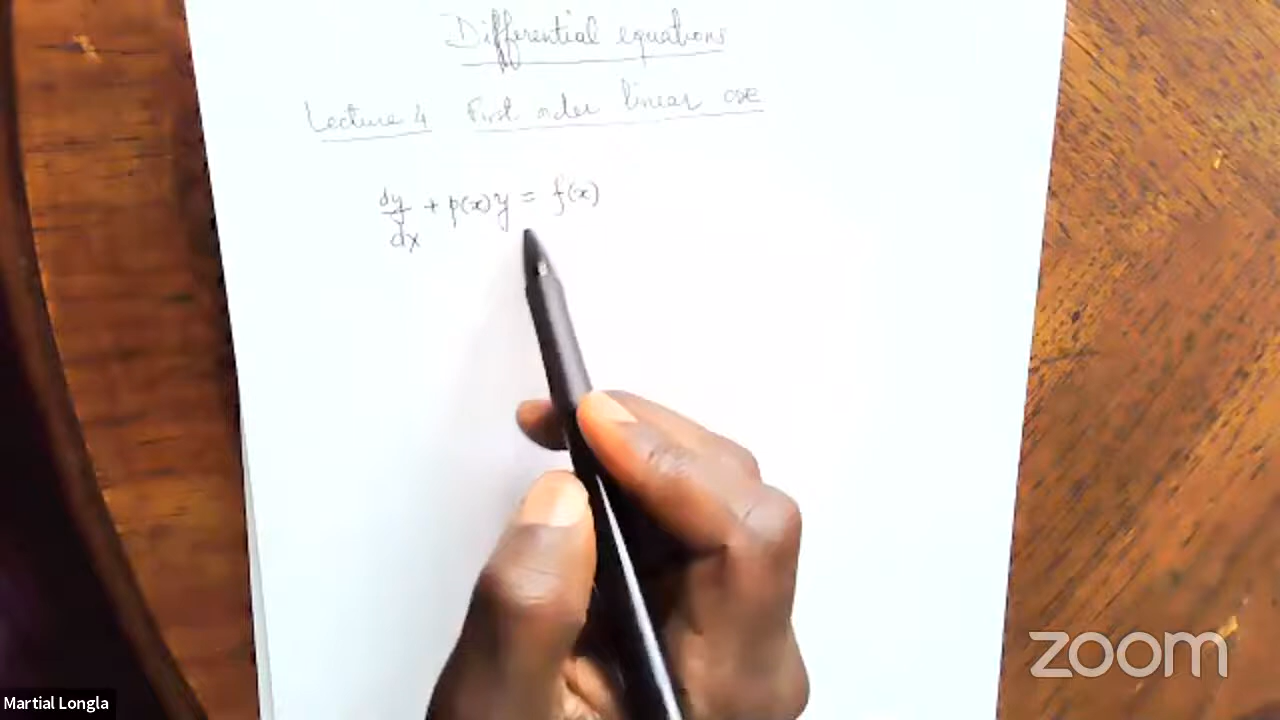 Differential equations
Lecture 4 First order linear ODE
dy/dx + p(x)y = f(x)
zoom
Martial Longla